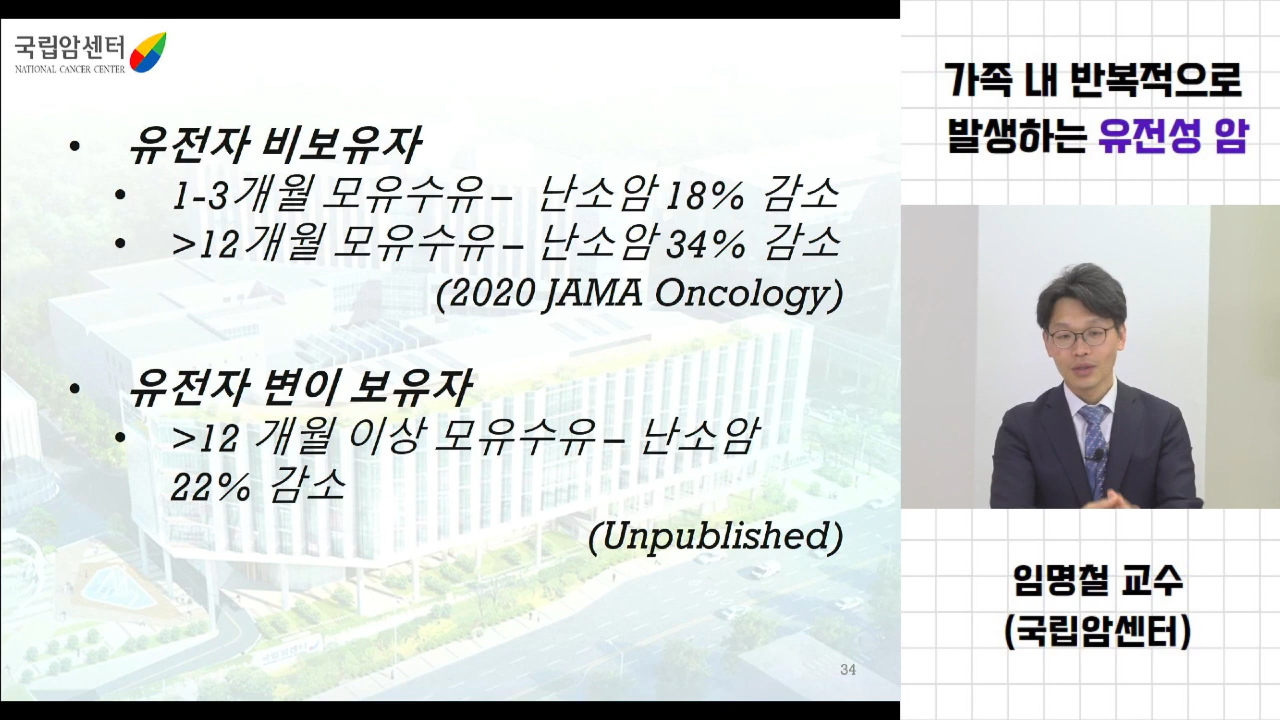 국립암센터
NATIONAL CANCER CENTER
• 유전자 비보유자
• 1-3개월 모유수유 – 난소암 18% 감소
• >12개월 모유수유 – 난소암 34% 감소
(2020 JAMA Oncology)
• 유전자 변이 보유자
• >12 개월 이상 모유수유 – 난소암
22% 감소
(Unpublished)
34
가족 내 반복적으로
발생하는 유전성 암
임명철 교수
(국립암센터)